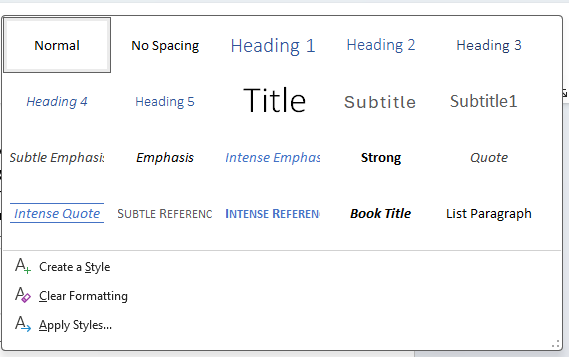 Normal No Spacing Heading 1 Heading 2 Heading 3
Heading 4 Heading 5 Title Subtitle Subtitle1
Subtle Emphasis Emphasis Intense Emphas Strong Quote
Intense Quote SUBTLE REFERENC INTENSE REFEREN Book Title List Paragraph
Create a Style
Clear Formatting
Apply Styles...